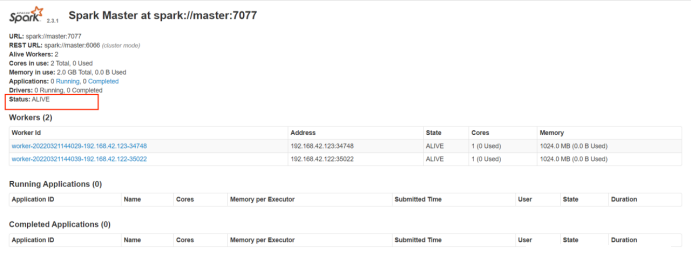 APACHE
Spark 2.3.1 Spark Master at spark://master:7077
URL: spark://master:7077
REST URL: spark://master:6066 (cluster mode)
Alive Workers: 2
Cores in use: 2 Total, 0 Used
Memory in use: 2.0 GB Total, 0.0 B Used
Applications: 0 Running, 0 Completed
Drivers: 0 Running, 0 Completed
Status: ALIVE
Workers (2)
Worker Id Address State Cores Memory
worker-20220321144029-192.168.42.123-34748 192.168.42.123:34748 ALIVE 1 (0 Used) 1024.0 MB (0.0 B Used)
worker-20220321144039-192.168.42.122-35022 192.168.42.122:35022 ALIVE 1 (0 Used) 1024.0 MB (0.0 B Used)
Running Applications (0)
Application ID Name Cores Memory per Executor Submitted Time User State Duration
Completed Applications (0)
Application ID Name Cores Memory per Executor Submitted Time User State Duration